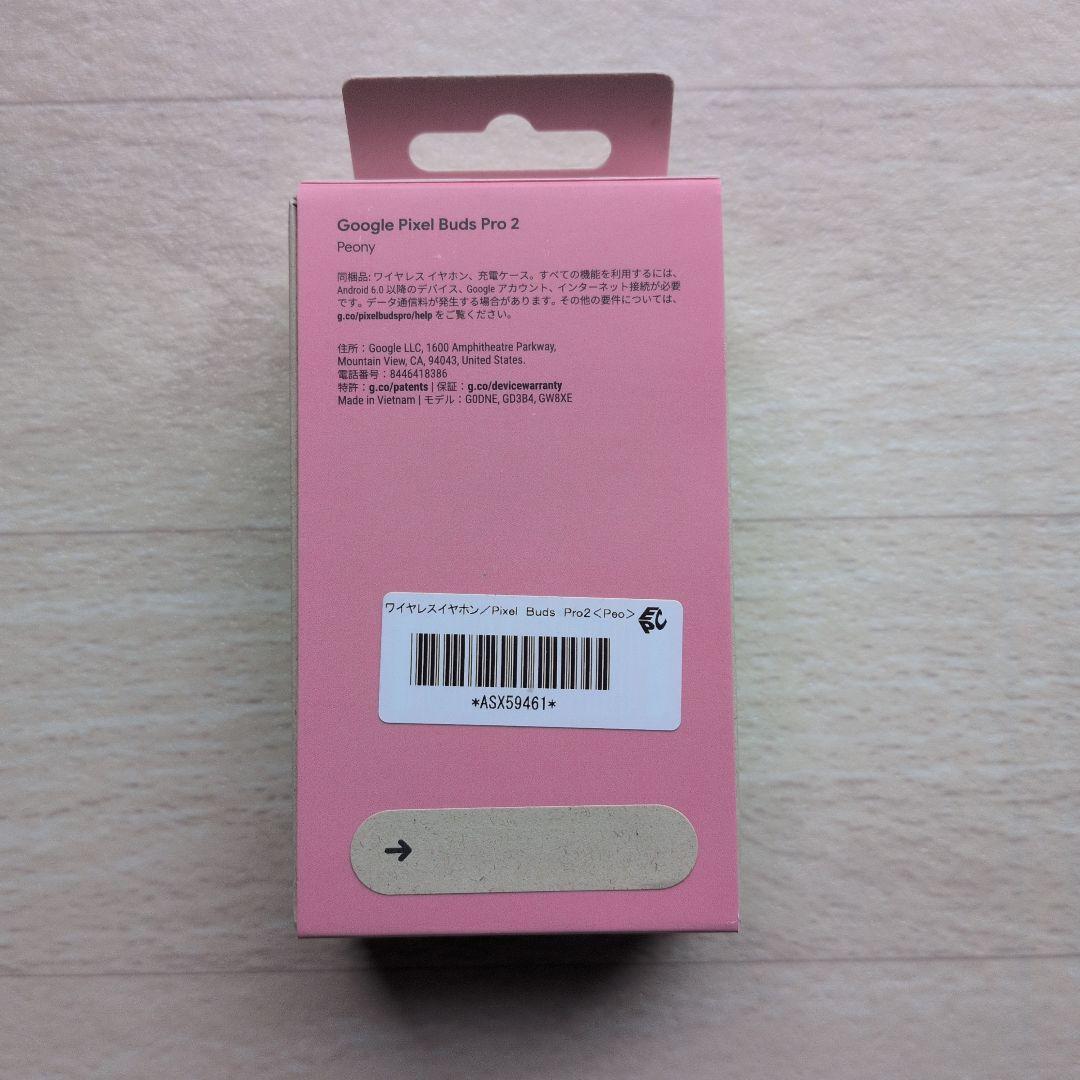 Google Pixel Buds Pro 2
Peony
同梱品: ワイヤレス イヤホン、充電ケース。すべての機能を利用するには、
Android 6.0 以降のデバイス、Google アカウント、インターネット接続が必要
です。データ通信料が発生する場合があります。その他の要件については、
g.co/pixelbudspro/help をご覧ください。
住所：Google LLC, 1600 Amphitheatre Parkway,
Mountain View, CA, 94043, United States.
電話番号：8446418386
特許：g.co/patents | 保証：g.co/devicewarranty
Made in Vietnam | モデル：G0DNE, GD3B4, GW8XE
ワイヤレスイヤホン／Pixel Buds Pro2＜Peo＞ EPC
*ASX59461*